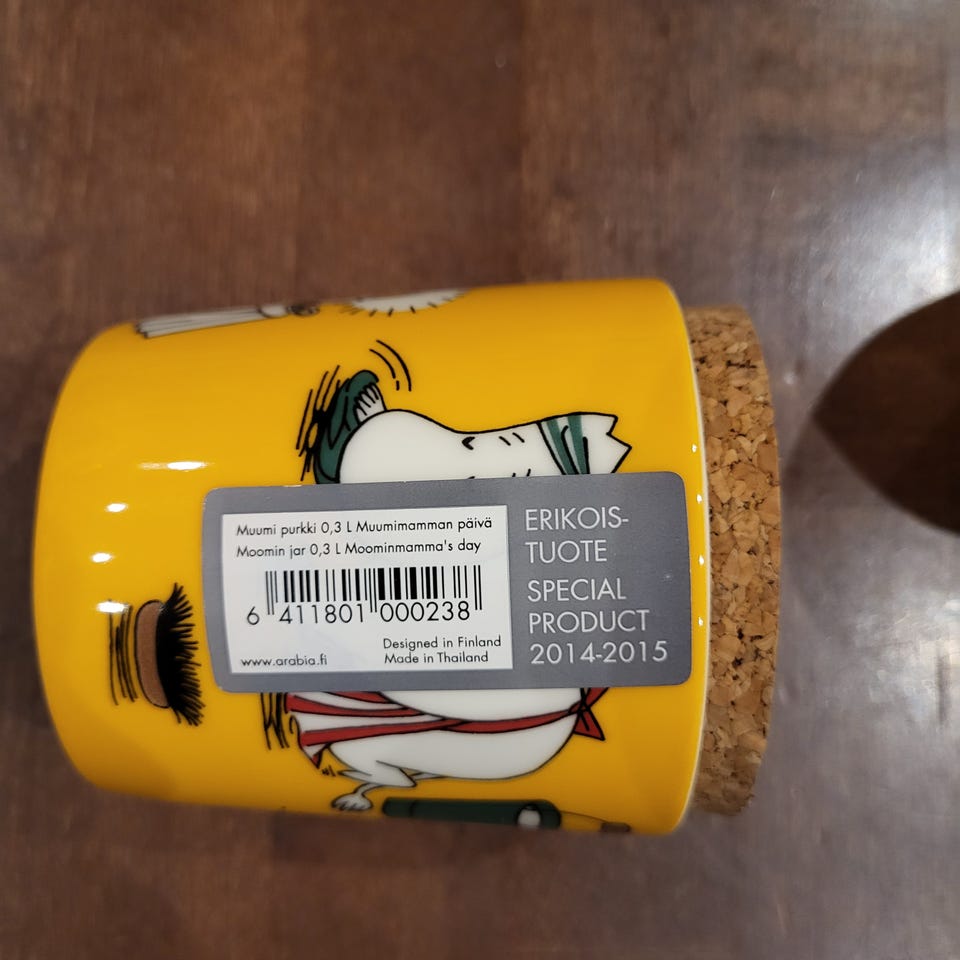 Muumi purkki 0,3 L Muumimamman päivä
Moomin jar 0,3 L Moominmamma's day
6 411801 000238
Designed in Finland
www.arabia.fi Made in Thailand
ERIKOIS-
TUOTE
SPECIAL
PRODUCT
2014-2015